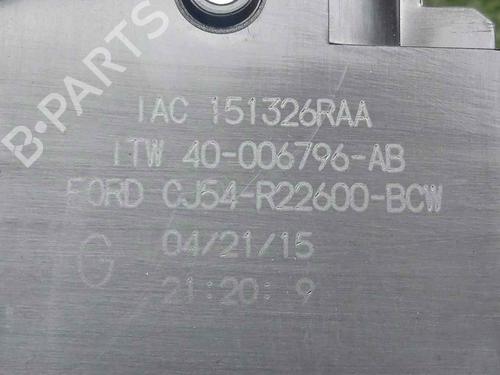 B-PARTS
IAC 151326RAA
ITW 40-006796-AB
FORD CJ54-R22600-BCW
04/21/15
G
21:20: 9